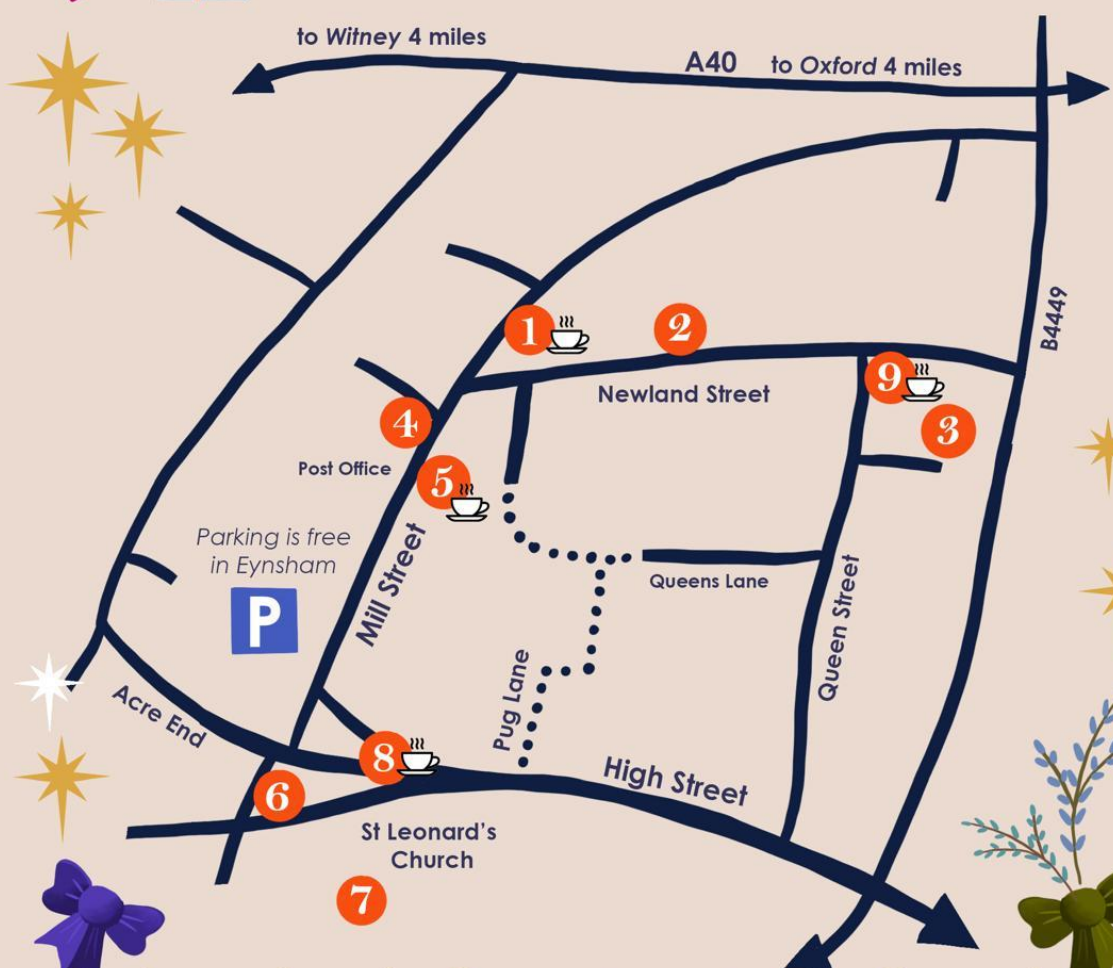 to Witney 4 miles
A40 to Oxford 4 miles
B4449
1
2
Newland Street
9
3
4
Post Office
5
Parking is free
in Eynsham
P
Mill Street
Queens Lane
Queen Street
Pug Lane
Acre End
8
High Street
6
St Leonard's
Church
7